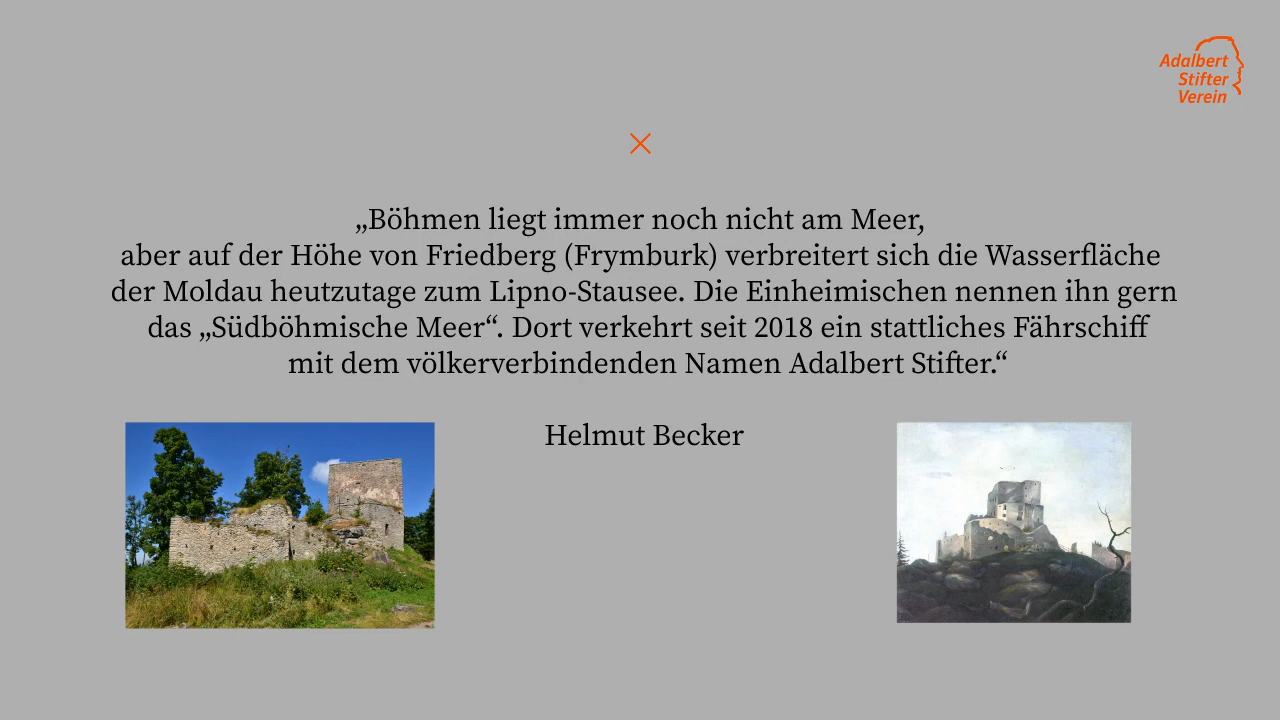 Adalbert
Stifter
Verein
„Böhmen liegt immer noch nicht am Meer,
aber auf der Höhe von Friedberg (Frymburk) verbreitert sich die Wasserfläche
der Moldau heutzutage zum Lipno-Stausee. Die Einheimischen nennen ihn gern
das „Südböhmische Meer“. Dort verkehrt seit 2018 ein stattliches Fährschiff
mit dem völkerverbindenden Namen Adalbert Stifter.“
Helmut Becker